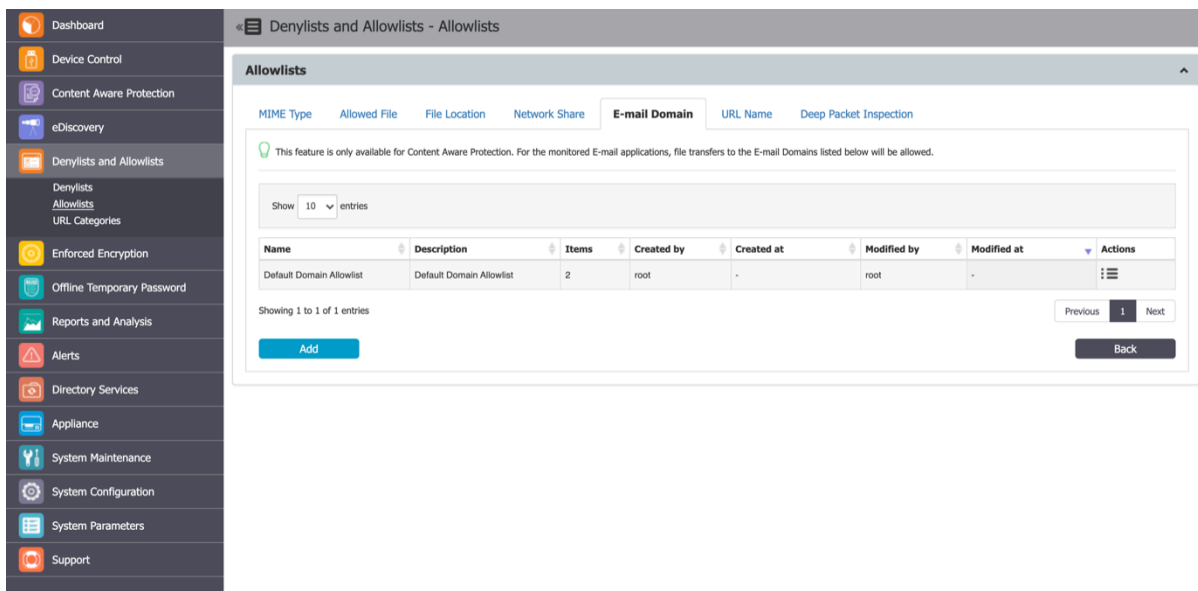 Dashboard
Device Control
Content Aware Protection
eDiscovery
Denylists and Allowlists
Denylists
Allowlists
URL Categories
Enforced Encryption
Offline Temporary Password
Reports and Analysis
Alerts
Directory Services
Appliance
System Maintenance
System Configuration
System Parameters
Support
« Denylists and Allowlists - Allowlists
Allowlists
MIME Type Allowed File File Location Network Share E-mail Domain URL Name Deep Packet Inspection
This feature is only available for Content Aware Protection. For the monitored E-mail applications, file transfers to the E-mail Domains listed below will be allowed.
Show 10 entries
Name Description Items Created by Created at Modified by Modified at Actions
Default Domain Allowlist Default Domain Allowlist 2 root - root -
Showing 1 to 1 of 1 entries
Previous 1 Next
Add Back